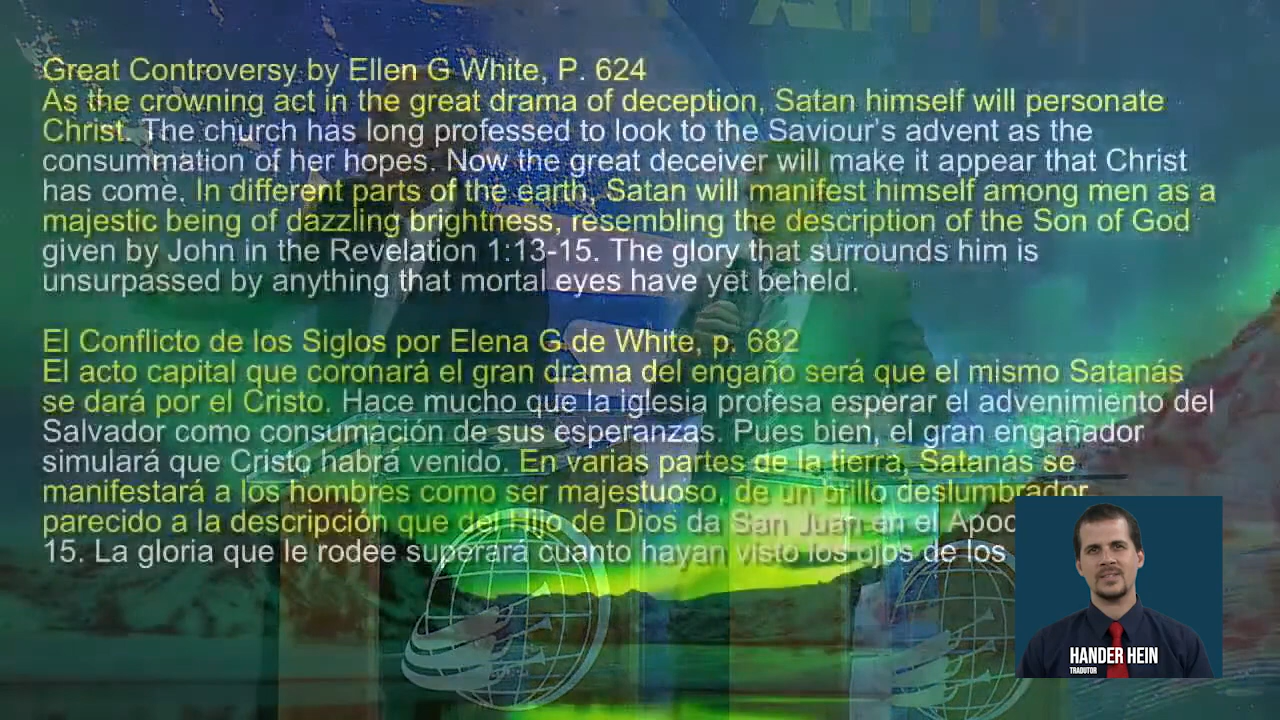 Great Controversy by Ellen G White, P. 624
As the crowning act in the great drama of deception, Satan himself will personate
Christ. The church has long professed to look to the Saviour's advent as the
consummation of her hopes. Now the great deceiver will make it appear that Christ
has come. In different parts of the earth, Satan will manifest himself among men as a
majestic being of dazzling brightness, resembling the description of the Son of God
given by John in the Revelation 1:13-15. The glory that surrounds him is
unsurpassed by anything that mortal eyes have yet beheld.
El Conflicto de los Siglos por Elena G de White, p. 682
El acto capital que coronará el gran drama del engaño será que el mismo Satanás
se dará por el Cristo. Hace mucho que la iglesia profesa esperar el advenimiento del
Salvador como consumación de sus esperanzas. Pues bien, el gran engañador
simulará que Cristo habrá venido. En varias partes de la tierra, Satanás se
manifestará a los hombres como ser majestuoso, de un brillo deslumbrador,
parecido a la descripción que del Hijo de Dios da San Juan en el Apoc
15. La gloria que le rodee superará cuanto hayan visto los ojos de los
HANDER HEIN
TRADUTOR